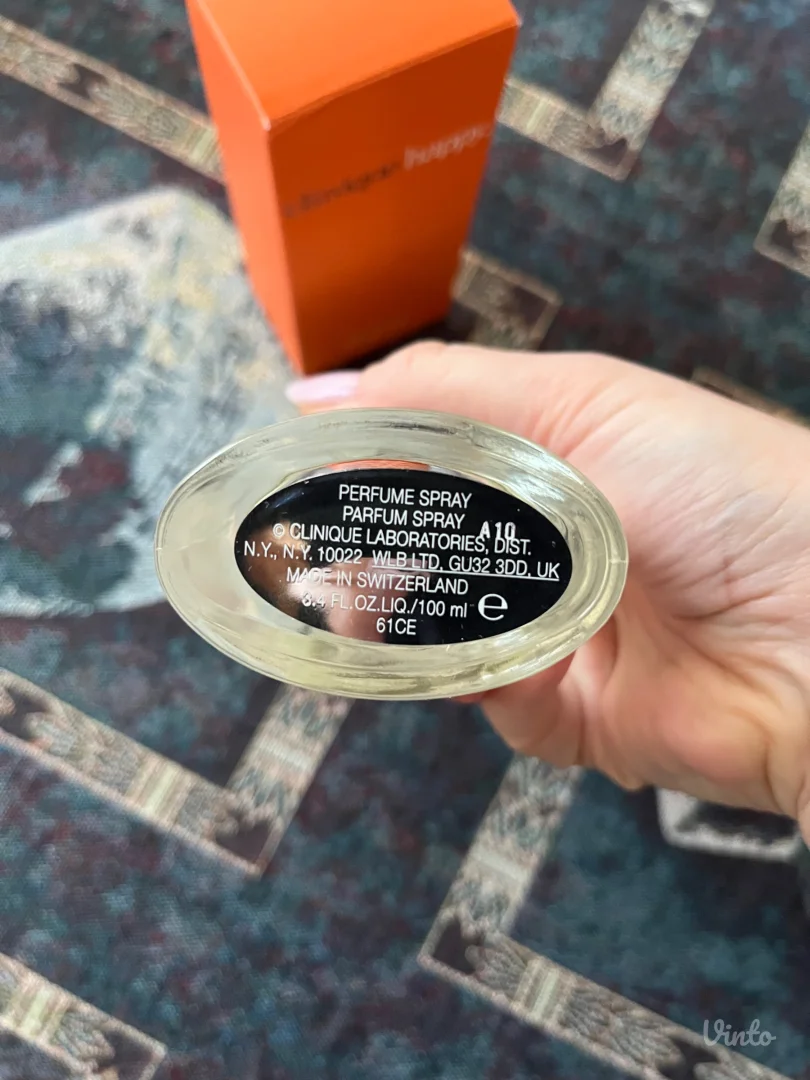 clinique happy.
PERFUME SPRAY
PARFUM SPRAY A10
© CLINIQUE LABORATORIES, DIST.
N.Y., N.Y. 10022 WLB LTD, GU32 3DD, UK
MADE IN SWITZERLAND
3.4 FL.OZ.LIQ./100 ml e
61CE
Vinto